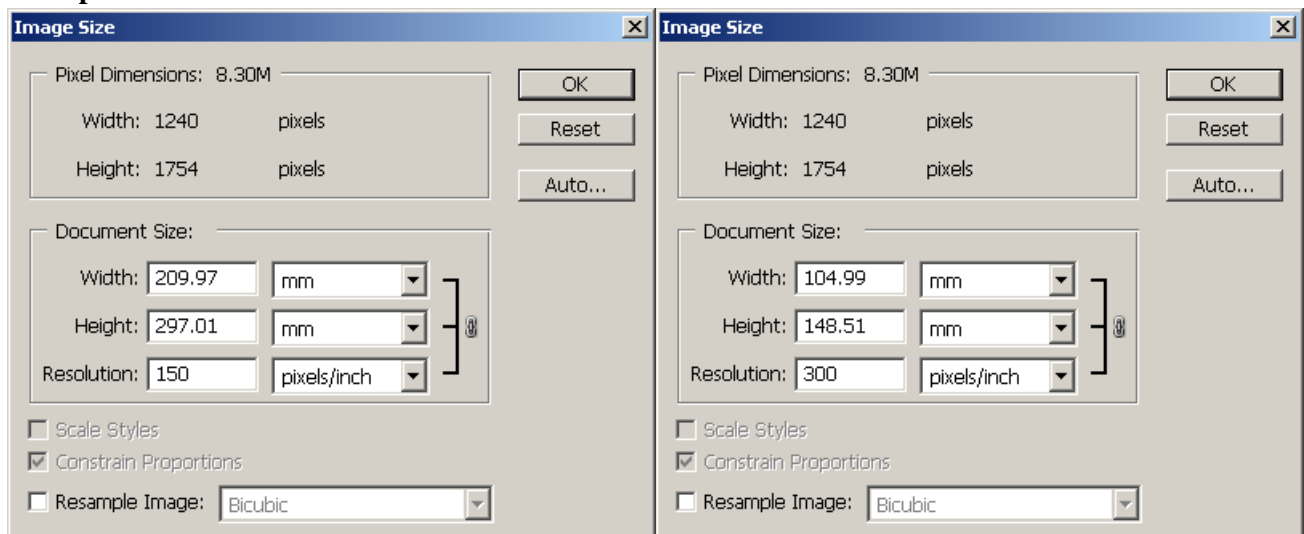 Image Size
Pixel Dimensions: 8.30M
OK
Width: 1240 pixels
Reset
Height: 1754 pixels
Auto...
Document Size:
Width: 209.97 mm
Height: 297.01 mm
Resolution: 150 pixels/inch
Scale Styles
Constrain Proportions
Resample Image: Bicubic
Image Size
Pixel Dimensions: 8.30M
OK
Width: 1240 pixels
Reset
Height: 1754 pixels
Auto...
Document Size:
Width: 104.99 mm
Height: 148.51 mm
Resolution: 300 pixels/inch
Scale Styles
Constrain Proportions
Resample Image: Bicubic